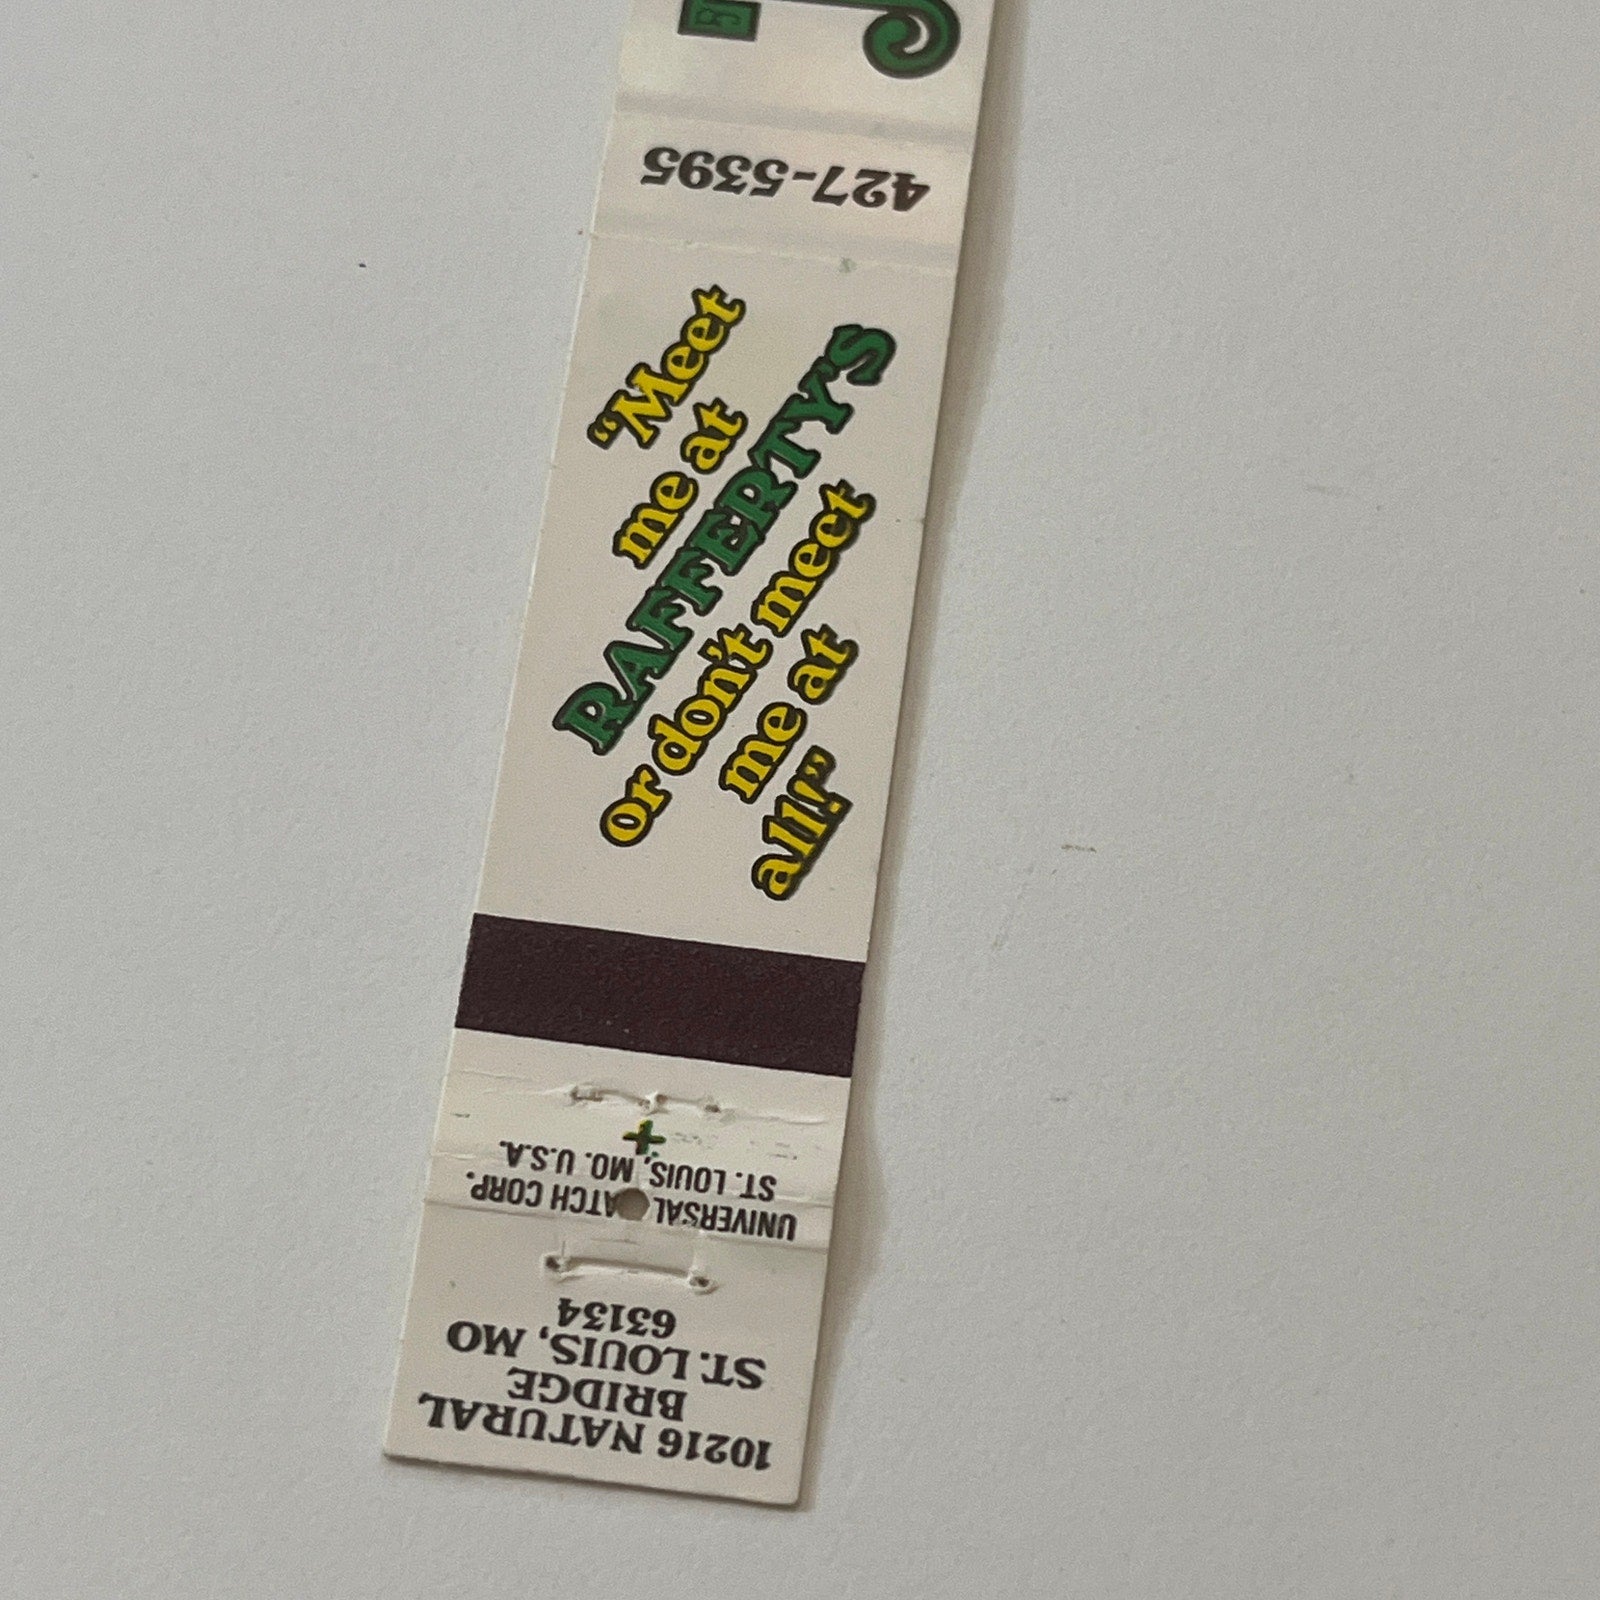 427-5395
"Meet
me at
RAFFERTY'S
or don't meet
me at
all!"
ST. LOUIS, MO. U.S.A.
UNIVERSAL ATCH CORP.
10216 NATURAL
BRIDGE
ST. LOUIS, MO
63134